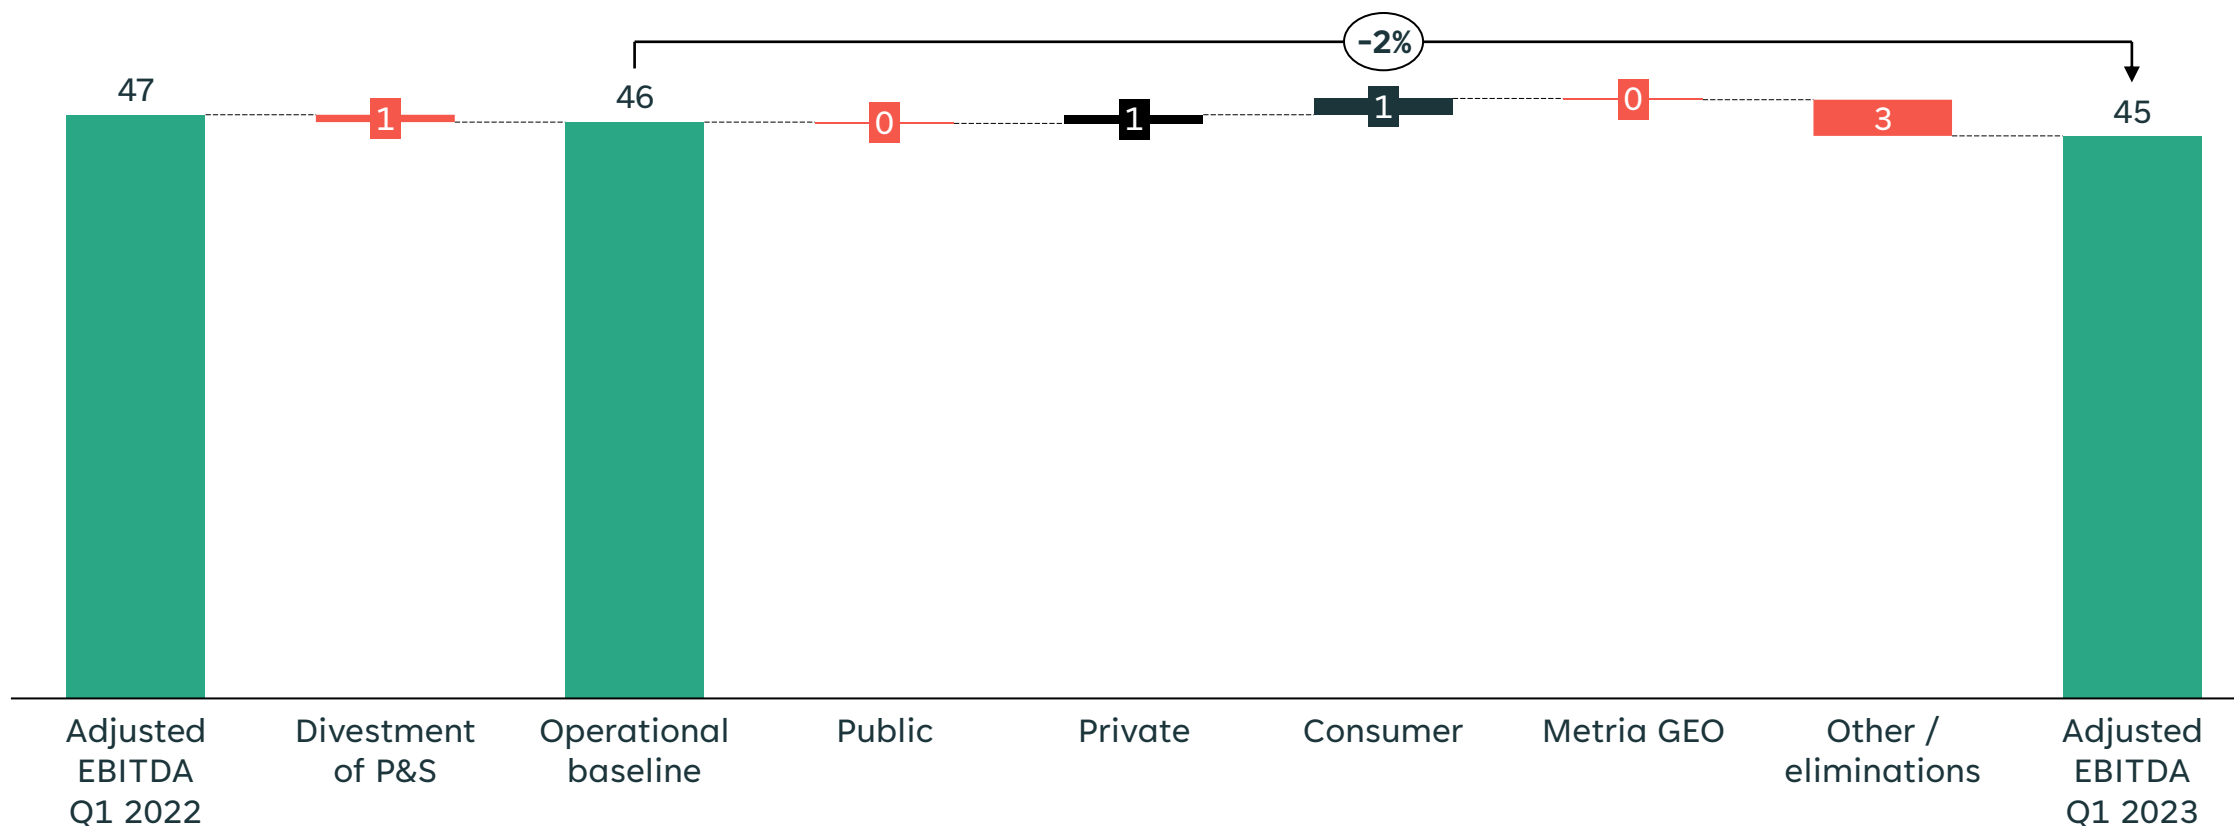 -2%
47
1
46
0
1
1
0
3
45
Adjusted
EBITDA
Q1 2022
Divestment
of P&S
Operational
baseline
Public
Private
Consumer
Metria GEO
Other /
eliminations
Adjusted
EBITDA
Q1 2023